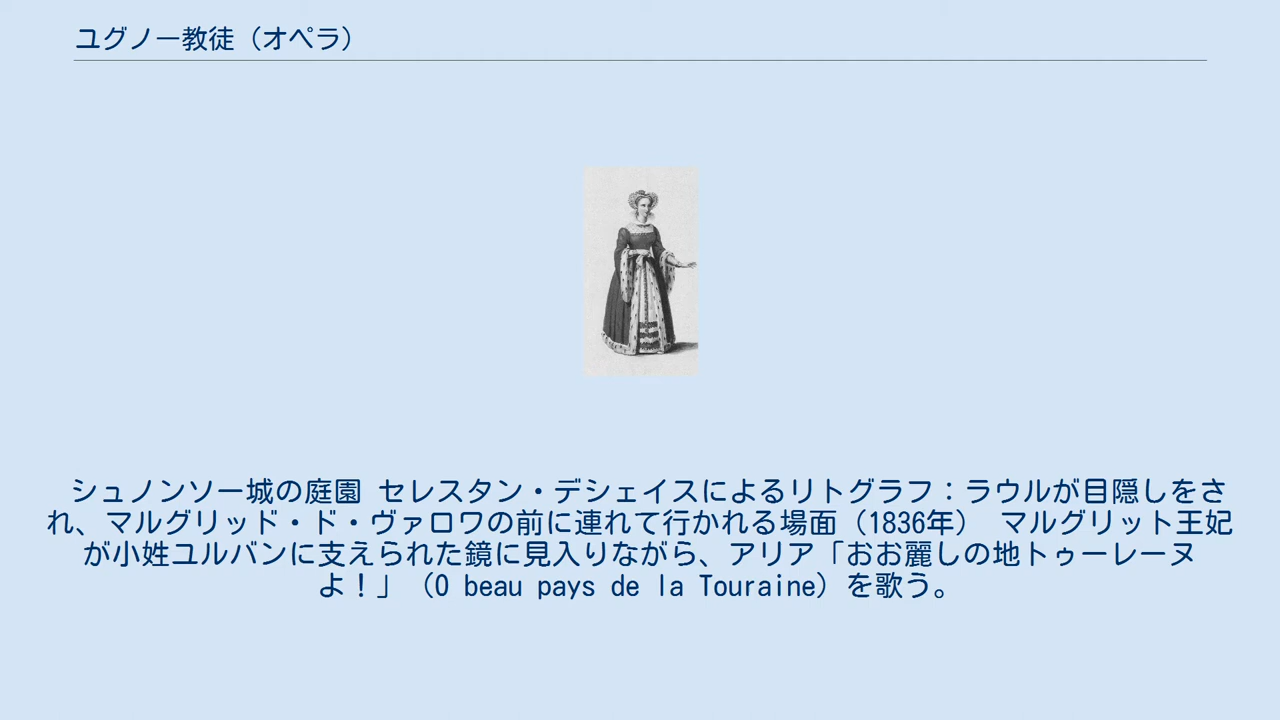 ユグノー教徒（オペラ）
シュノンソー城の庭園 セレスタン・デシェイスによるリトグラフ：ラウルが目隠しをさ
れ、マルグリッド・ド・ヴァロワの前に連れて行かれる場面（1836年） マルグリット王妃
が小姓ユルバンに支えられた鏡に見入りながら、アリア「おお麗しの地トゥーレーヌ
よ！」（O beau pays de la Touraine）を歌う。